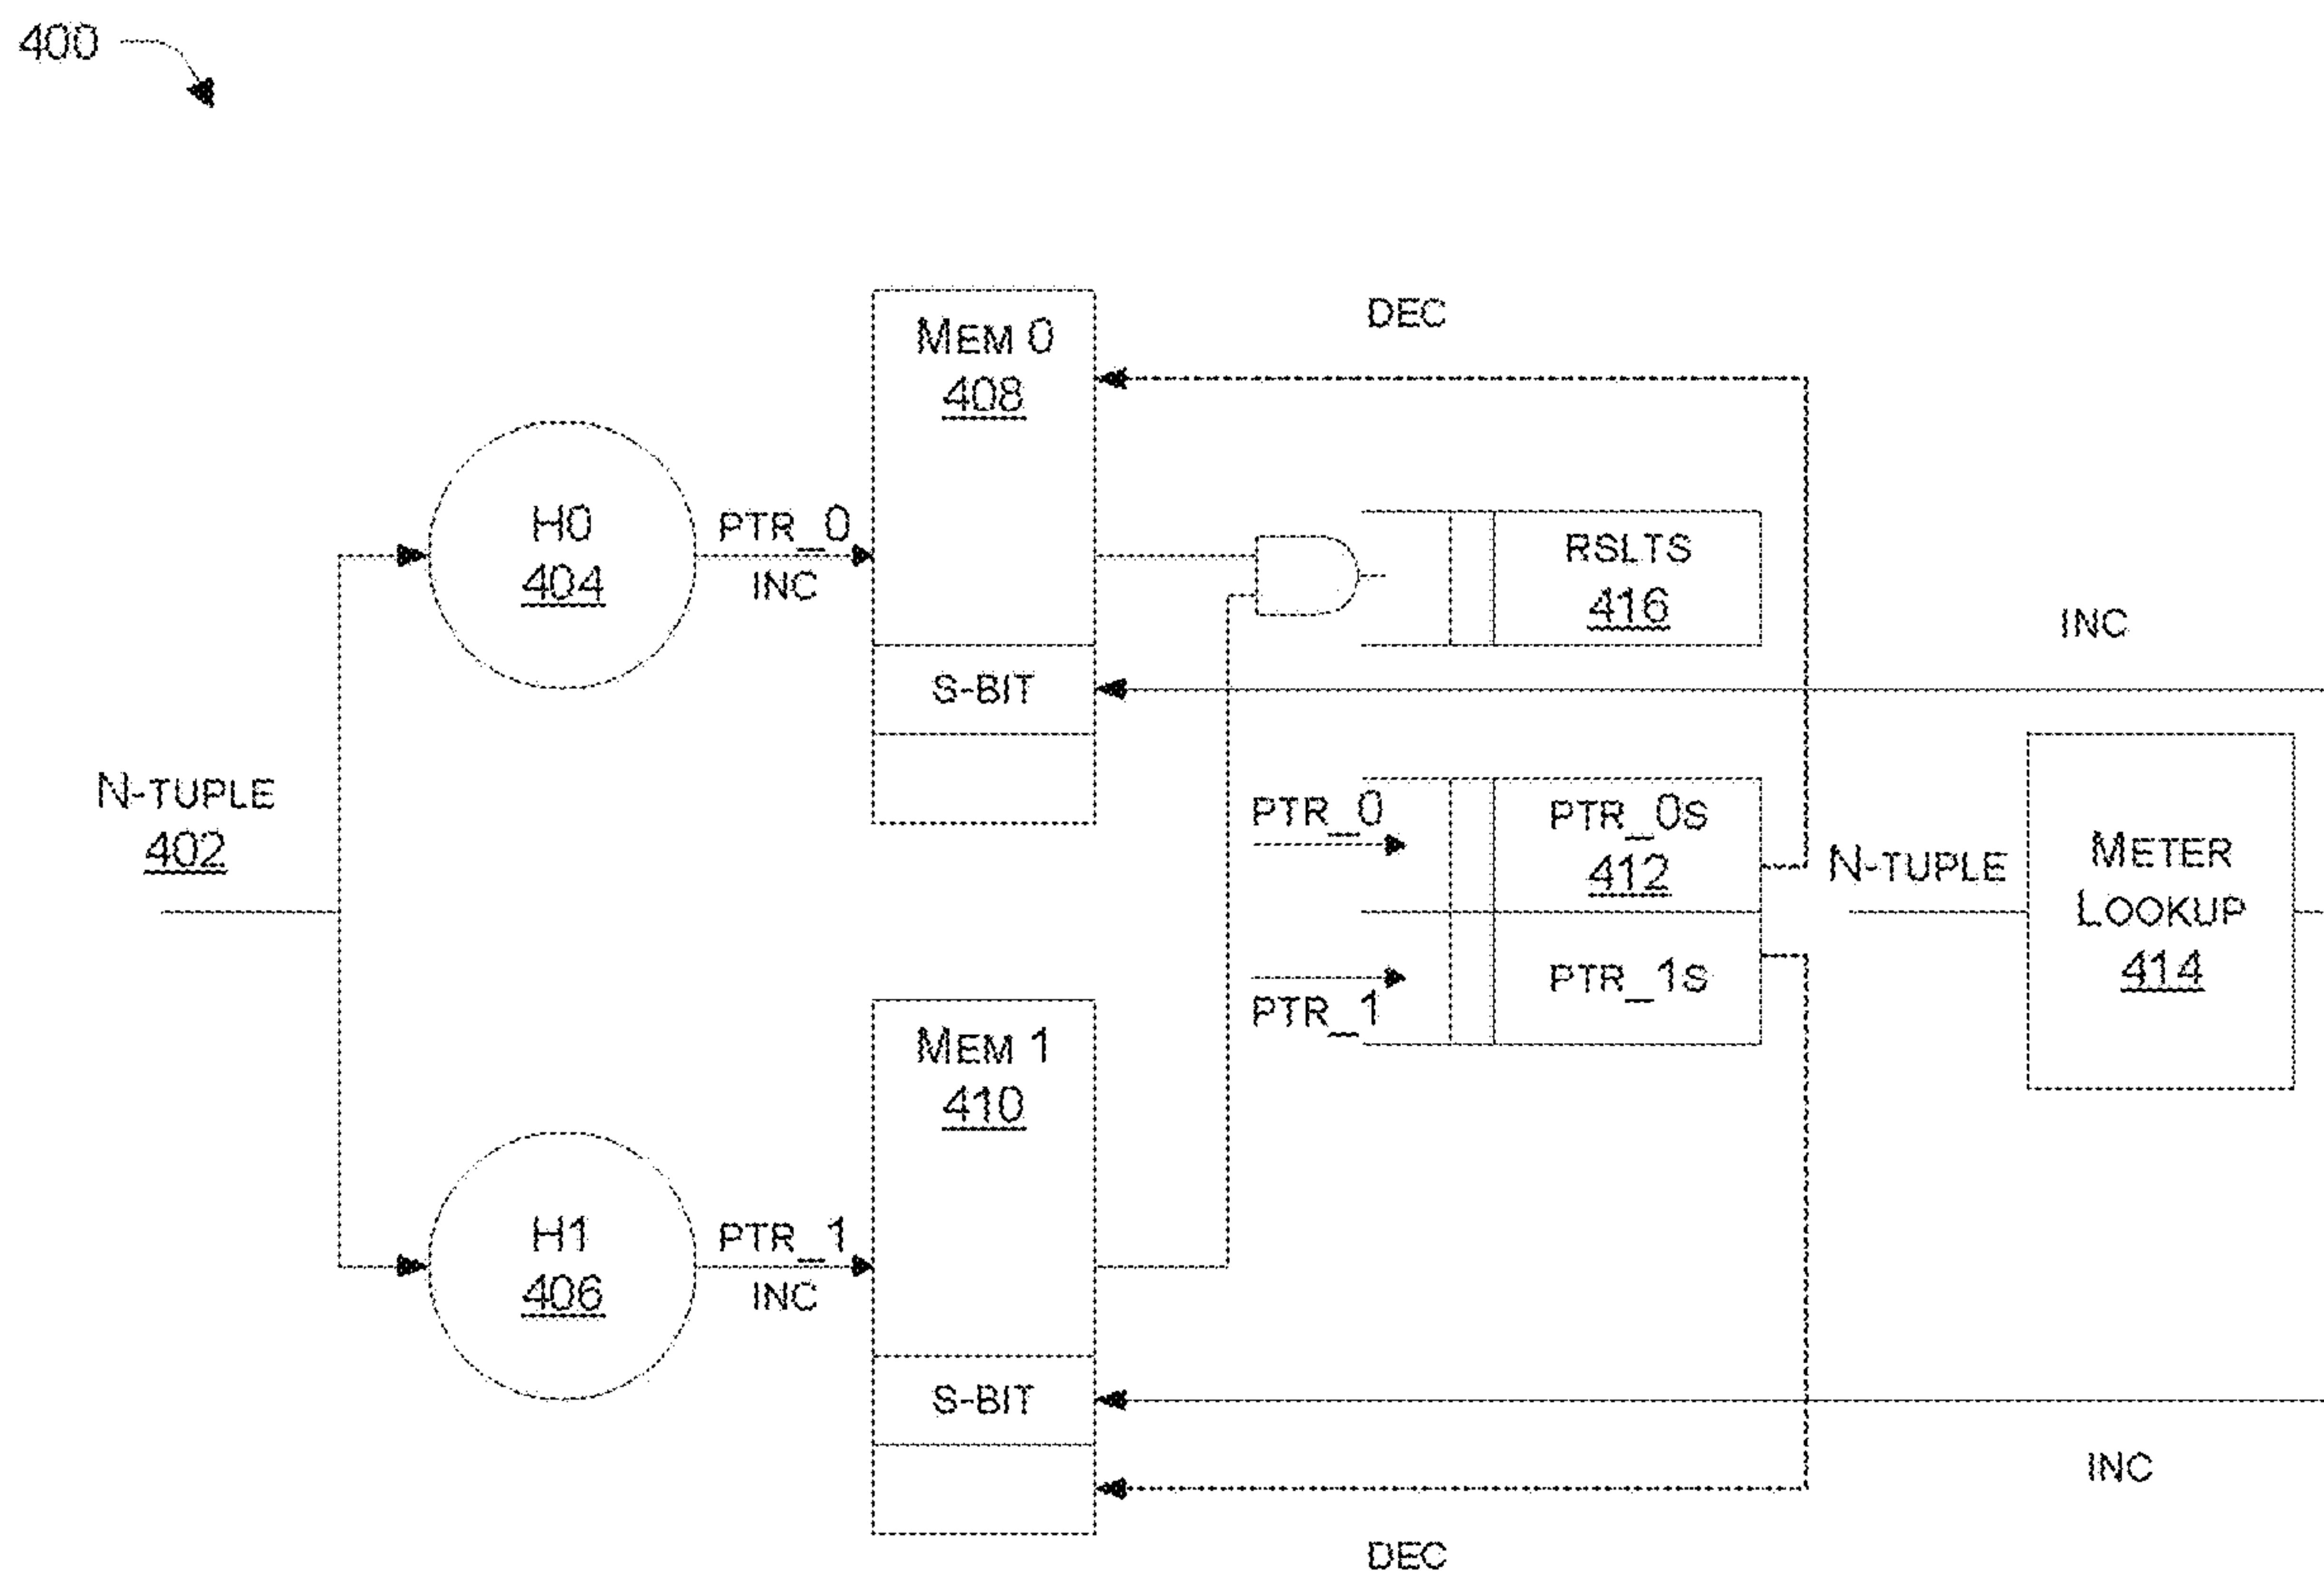 400
DEC
MEM 0
408
H0
404
PTR_0
INC
RSLTS
416
INC
S-BIT
N-TUPLE
402
PTR_0
PTR_0S
412
N-TUPLE
METER
LOOKUP
414
PTR_1
PTR_1S
MEM 1
410
H1
406
PTR_1
INC
S-BIT
INC
DEC